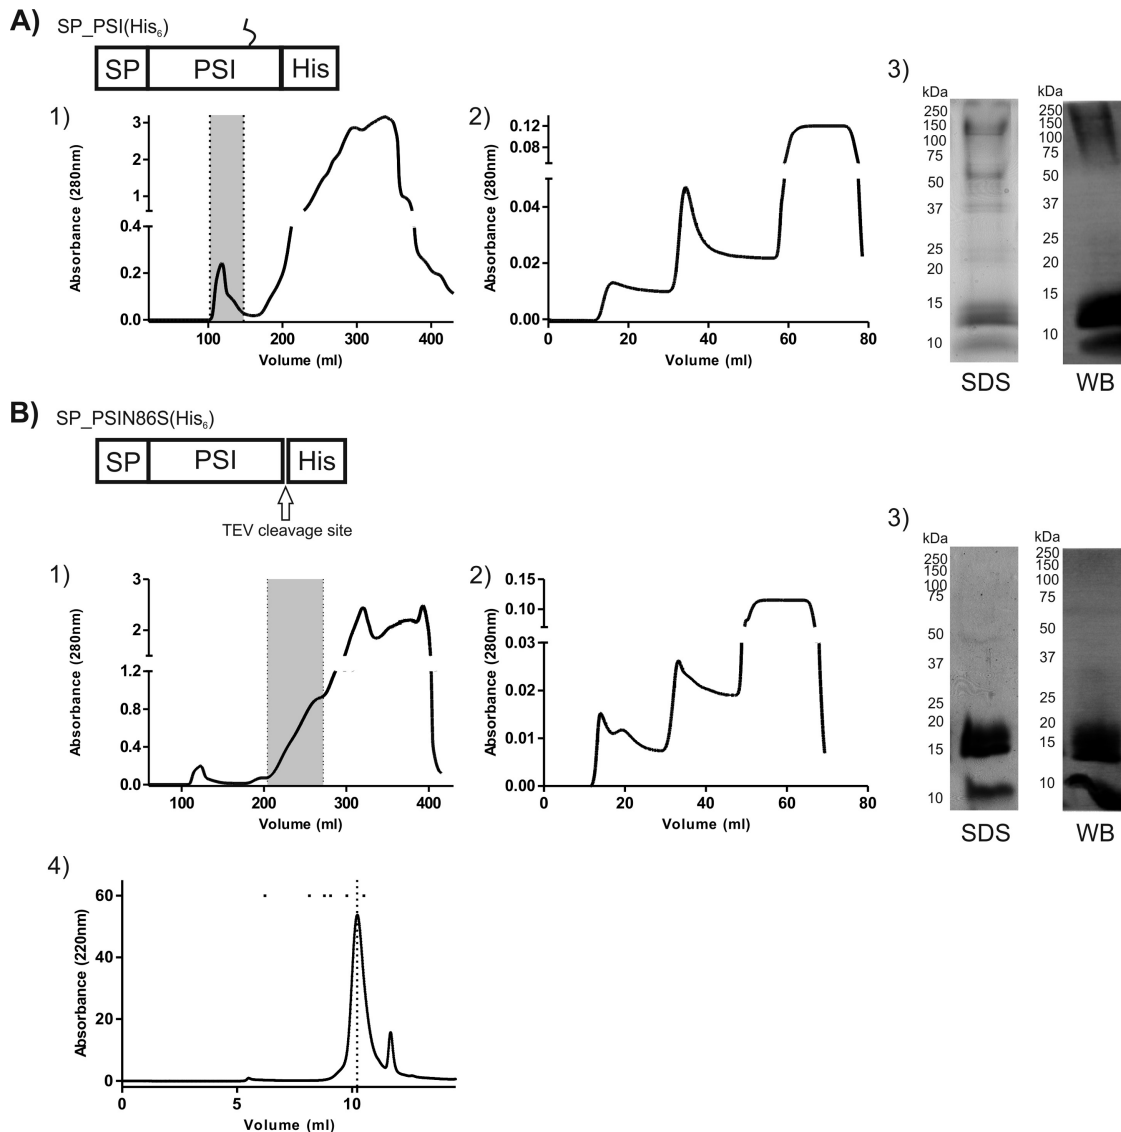 A)
SP_PSI(His₆)
SP PSI His
1)
Absorbance (280nm)
3
2
1
0.4
0.2
0.0
100 200 300 400
Volume (ml)
2)
Absorbance (280nm)
0.12
0.08
0.04
0.02
0.00
0 20 40 60 80
Volume (ml)
3)
kDa
250
150
100
75
50
37
25
20
15
10
SDS
kDa
250
150
100
75
50
37
25
20
15
10
WB
B)
SP_PSIN86S(His₆)
SP PSI His
TEV cleavage site
1)
Absorbance (280nm)
3
2
1.2
0.8
0.4
0.0
100 200 300 400
Volume (ml)
2)
Absorbance (280nm)
0.15
0.10
0.03
0.02
0.01
0.00
0 20 40 60 80
Volume (ml)
3)
kDa
250
150
100
75
50
37
25
20
15
10
SDS
kDa
250
150
100
75
50
37
25
20
15
10
WB
4)
Absorbance (220nm)
60
40
20
0
0 5 10
Volume (ml)